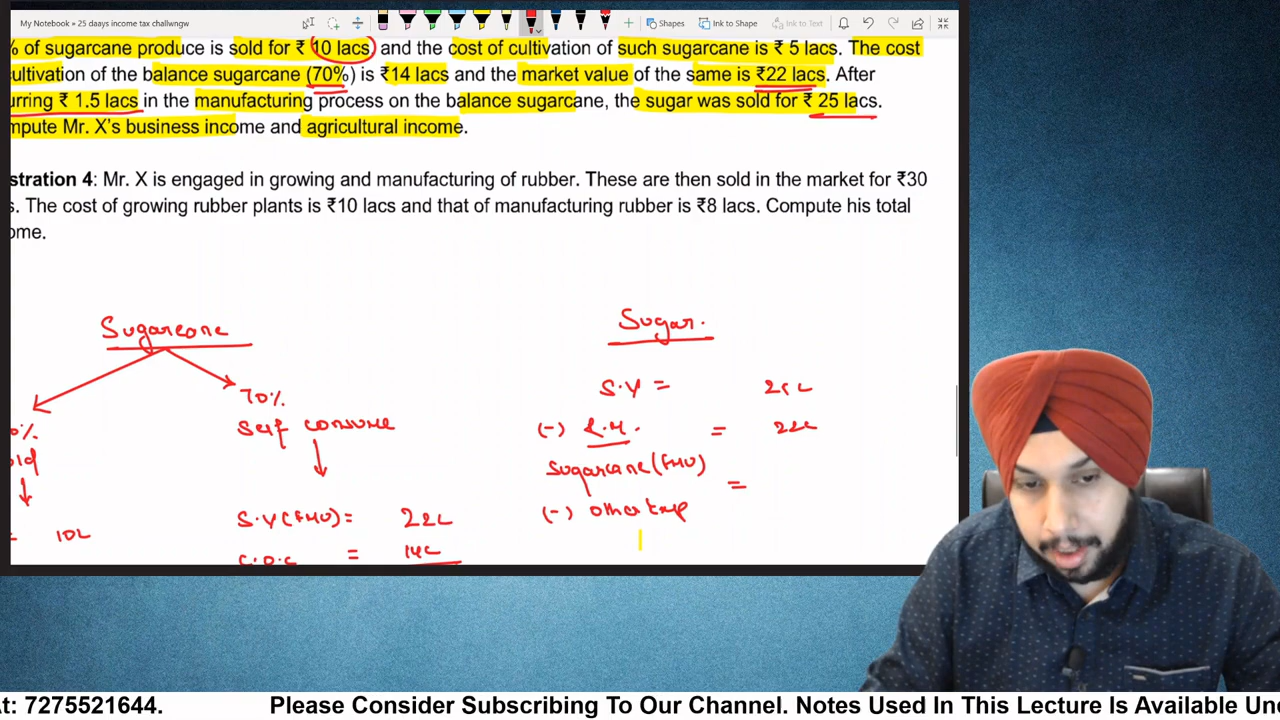 My Notebook » 25 daays income tax challwngw
Shapes
Ink to Shape
Ink to Text
% of sugarcane produce is sold for ₹ 10 lacs and the cost of cultivation of such sugarcane is ₹ 5 lacs. The cost
ultivation of the balance sugarcane (70%) is ₹14 lacs and the market value of the same is ₹22 lacs. After
urring ₹ 1.5 lacs in the manufacturing process on the balance sugarcane, the sugar was sold for ₹ 25 lacs.
mpute Mr. X's business income and agricultural income.
stration 4: Mr. X is engaged in growing and manufacturing of rubber. These are then sold in the market for ₹30
s. The cost of growing rubber plants is ₹10 lacs and that of manufacturing rubber is ₹8 lacs. Compute his total
ome.
Sugarcane
0%
old
10L
70%
Self consume
S.V(FMV)= 22L
C.O.C = 14L
Sugar.
S.V = 25L
(-) R.M. = 22L
Sugarcane(FMV)
=
(-) other Exp
At: 7275521644. Please Consider Subscribing To Our Channel. Notes Used In This Lecture Is Available Und